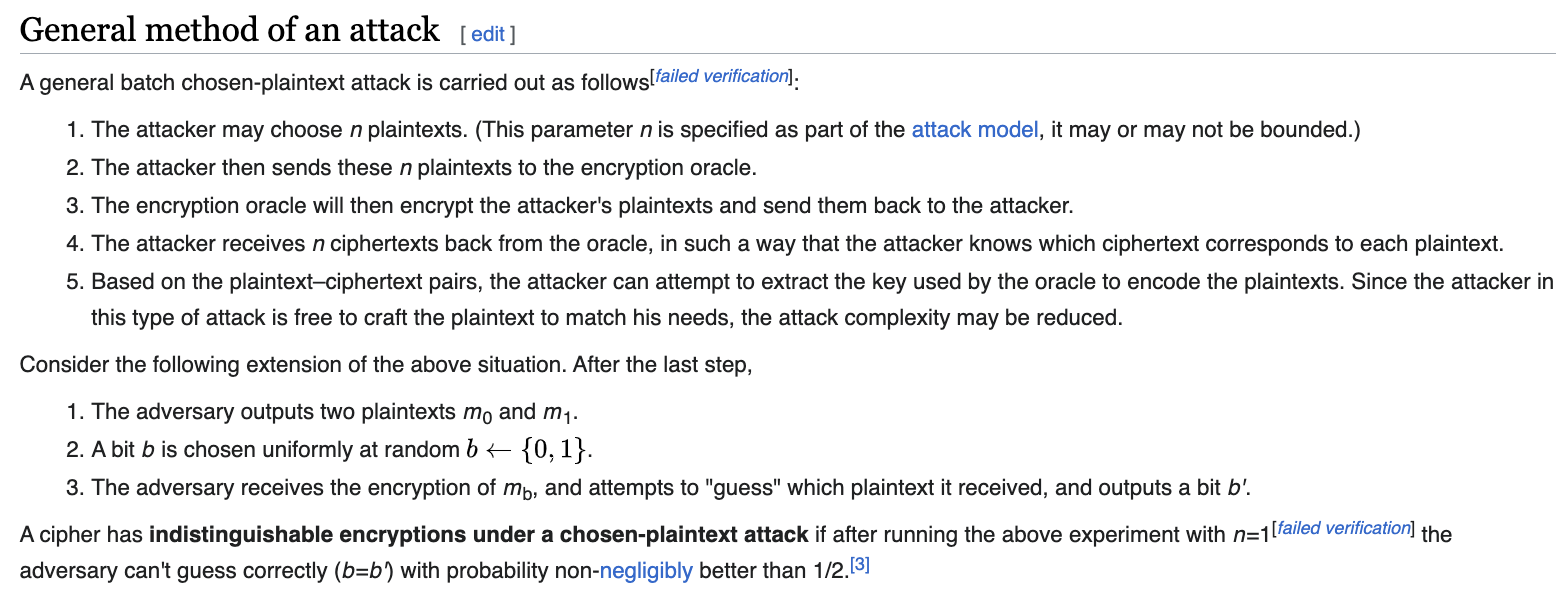 General method of an attack [ edit ]
A general batch chosen-plaintext attack is carried out as follows[failed verification]:
1. The attacker may choose n plaintexts. (This parameter n is specified as part of the attack model, it may or may not be bounded.)
2. The attacker then sends these n plaintexts to the encryption oracle.
3. The encryption oracle will then encrypt the attacker's plaintexts and send them back to the attacker.
4. The attacker receives n ciphertexts back from the oracle, in such a way that the attacker knows which ciphertext corresponds to each plaintext.
5. Based on the plaintext–ciphertext pairs, the attacker can attempt to extract the key used by the oracle to encode the plaintexts. Since the attacker in
this type of attack is free to craft the plaintext to match his needs, the attack complexity may be reduced.
Consider the following extension of the above situation. After the last step,
1. The adversary outputs two plaintexts m₀ and m₁.
2. A bit b is chosen uniformly at random b ← {0, 1}.
3. The adversary receives the encryption of m_b, and attempts to "guess" which plaintext it received, and outputs a bit b'.
A cipher has indistinguishable encryptions under a chosen-plaintext attack if after running the above experiment with n=1[failed verification] the
adversary can't guess correctly (b=b') with probability non-negligibly better than 1/2.[3]